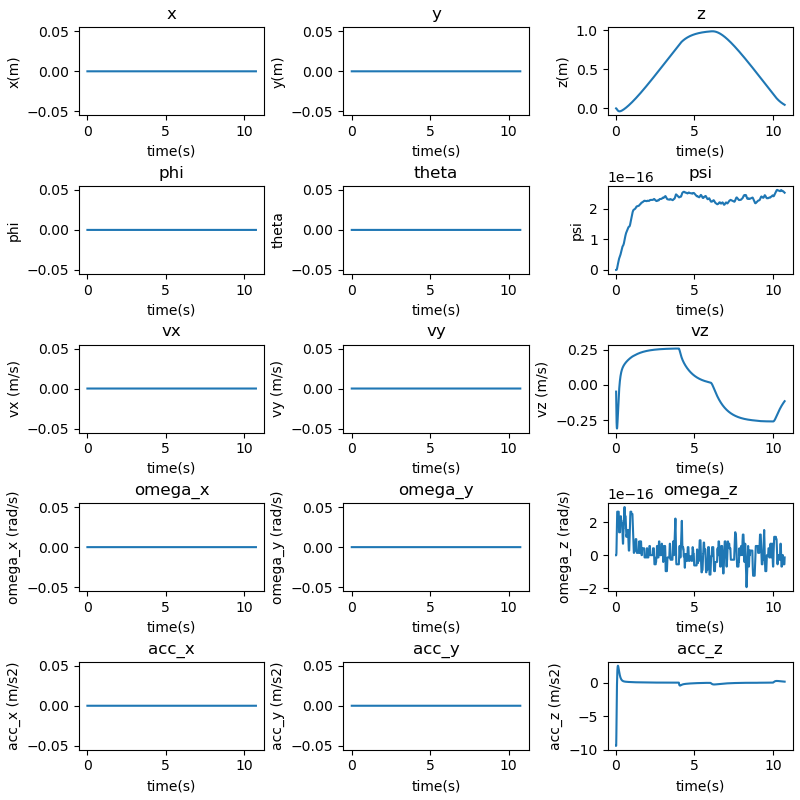 x
y
z
x(m)
0.05
0.00
−0.05
0
5
10
time(s)
y(m)
0.05
0.00
−0.05
0
5
10
time(s)
z(m)
1.0
0.5
0.0
0
5
10
time(s)
phi
theta
psi
phi
0.05
0.00
−0.05
0
5
10
time(s)
theta
0.05
0.00
−0.05
0
5
10
time(s)
psi
1e−16
2
1
0
0
5
10
time(s)
vx
vy
vz
vx (m/s)
0.05
0.00
−0.05
0
5
10
time(s)
vy (m/s)
0.05
0.00
−0.05
0
5
10
time(s)
vz (m/s)
0.25
0.00
−0.25
0
5
10
time(s)
omega_x
omega_y
omega_z
omega_x (rad/s)
0.05
0.00
−0.05
0
5
10
time(s)
omega_y (rad/s)
0.05
0.00
−0.05
0
5
10
time(s)
omega_z (rad/s)
1e−16
2
0
−2
0
5
10
time(s)
acc_x
acc_y
acc_z
acc_x (m/s2)
0.05
0.00
−0.05
0
5
10
time(s)
acc_y (m/s2)
0.05
0.00
−0.05
0
5
10
time(s)
acc_z (m/s2)
0
−5
−10
0
5
10
time(s)